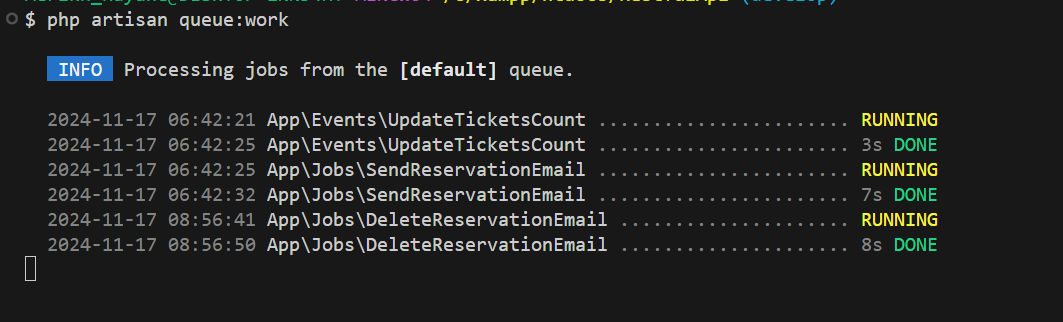 $ php artisan queue:work
INFO Processing jobs from the [default] queue.
2024-11-17 06:42:21 App\Events\UpdateTicketsCount ....................... RUNNING
2024-11-17 06:42:25 App\Events\UpdateTicketsCount ....................... 3s DONE
2024-11-17 06:42:25 App\Jobs\SendReservationEmail ....................... RUNNING
2024-11-17 06:42:32 App\Jobs\SendReservationEmail ....................... 7s DONE
2024-11-17 08:56:41 App\Jobs\DeleteReservationEmail ..................... RUNNING
2024-11-17 08:56:50 App\Jobs\DeleteReservationEmail ..................... 8s DONE